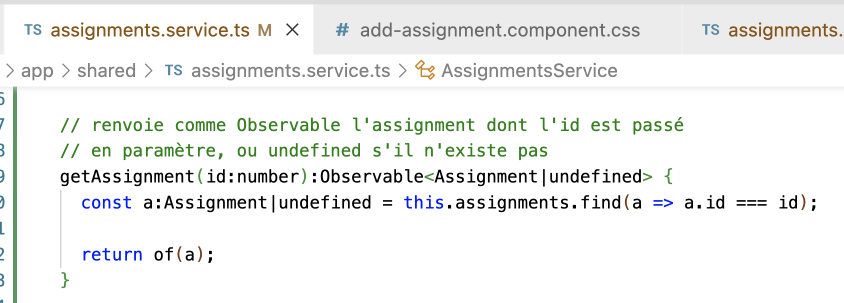 TS assignments.service.ts M ×
# add-assignment.component.css
TS assignments.
> app > shared > TS assignments.service.ts > AssignmentsService
// renvoie comme Observable l'assignment dont l'id est passé
// en paramètre, ou undefined s'il n'existe pas
getAssignment(id:number):Observable<Assignment|undefined> {
const a:Assignment|undefined = this.assignments.find(a => a.id === id);
return of(a);
}